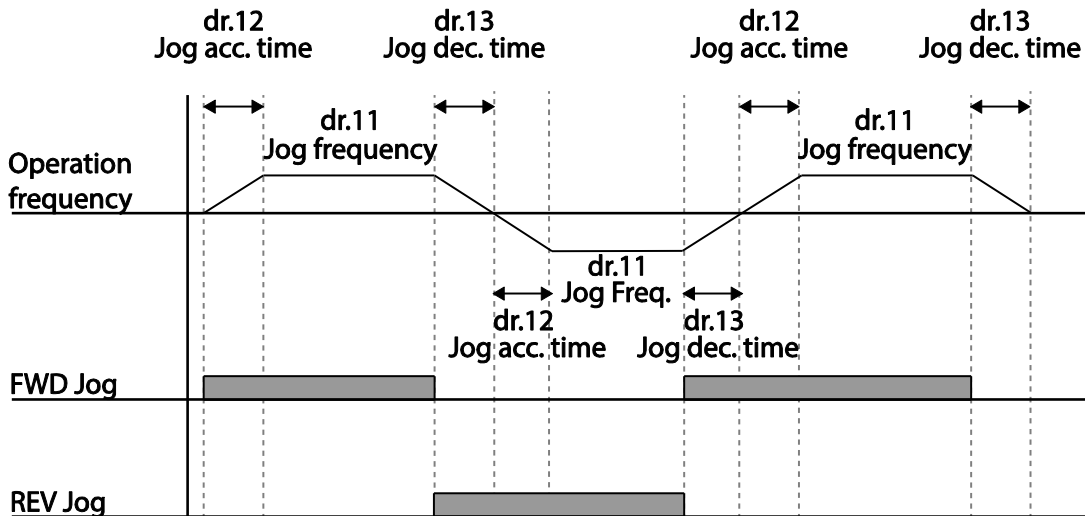 dr.12
Jog acc. time
dr.13
Jog dec. time
dr.12
Jog acc. time
dr.13
Jog dec. time
dr.11
Jog frequency
dr.11
Jog frequency
Operation
frequency
dr.11
Jog Freq.
dr.12
Jog acc. time
dr.13
Jog dec. time
FWD Jog
REV Jog